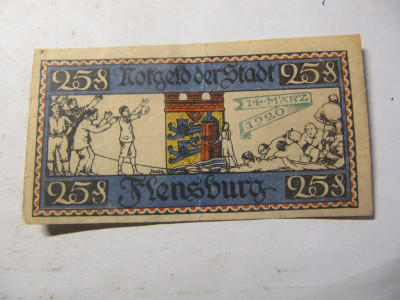 25₰ Notgeld der Stadt 25₰
14. MÄRZ
1920
25₰ Flensburg 25₰